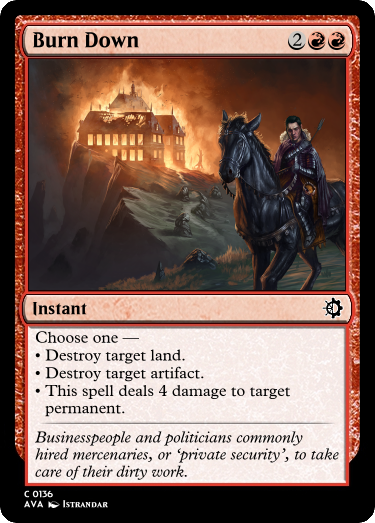 Burn Down 2
Instant
Choose one —
• Destroy target land.
• Destroy target artifact.
• This spell deals 4 damage to target
permanent.
Businesspeople and politicians commonly
hired mercenaries, or ‘private security’, to take
care of their dirty work.
C 0136
AVA Istrandar